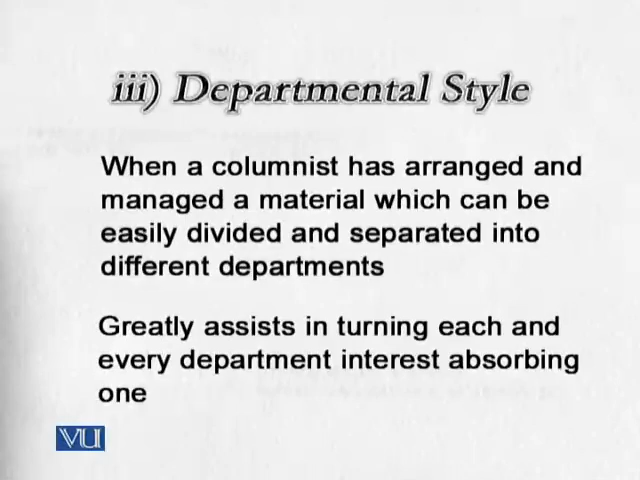 iii) Departmental Style
When a columnist has arranged and
managed a material which can be
easily divided and separated into
different departments
Greatly assists in turning each and
every department interest absorbing
one
VU